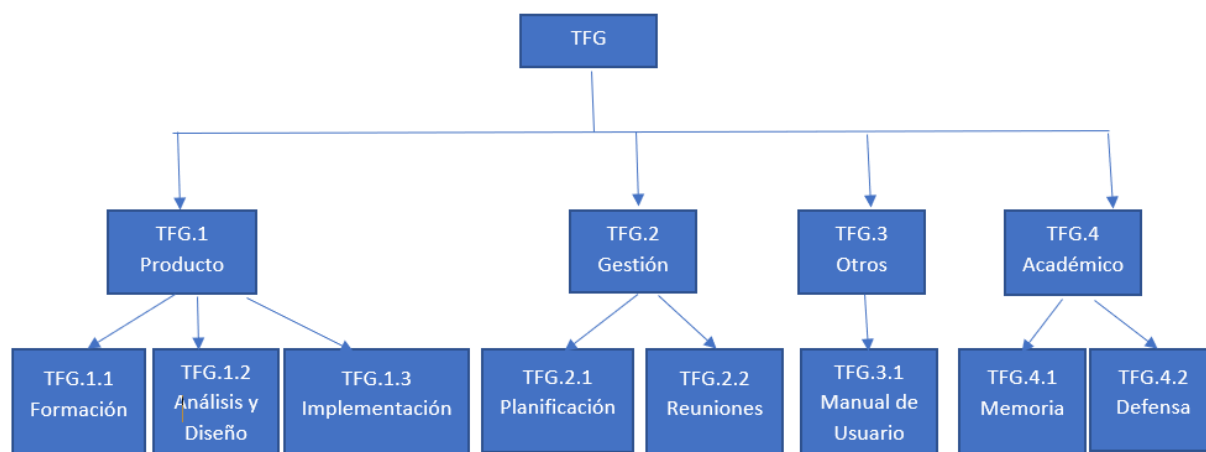 TFG
TFG.1
Producto
TFG.2
Gestión
TFG.3
Otros
TFG.4
Académico
TFG.1.1
Formación
TFG.1.2
Análisis y
Diseño
TFG.1.3
Implementación
TFG.2.1
Planificación
TFG.2.2
Reuniones
TFG.3.1
Manual de
Usuario
TFG.4.1
Memoria
TFG.4.2
Defensa